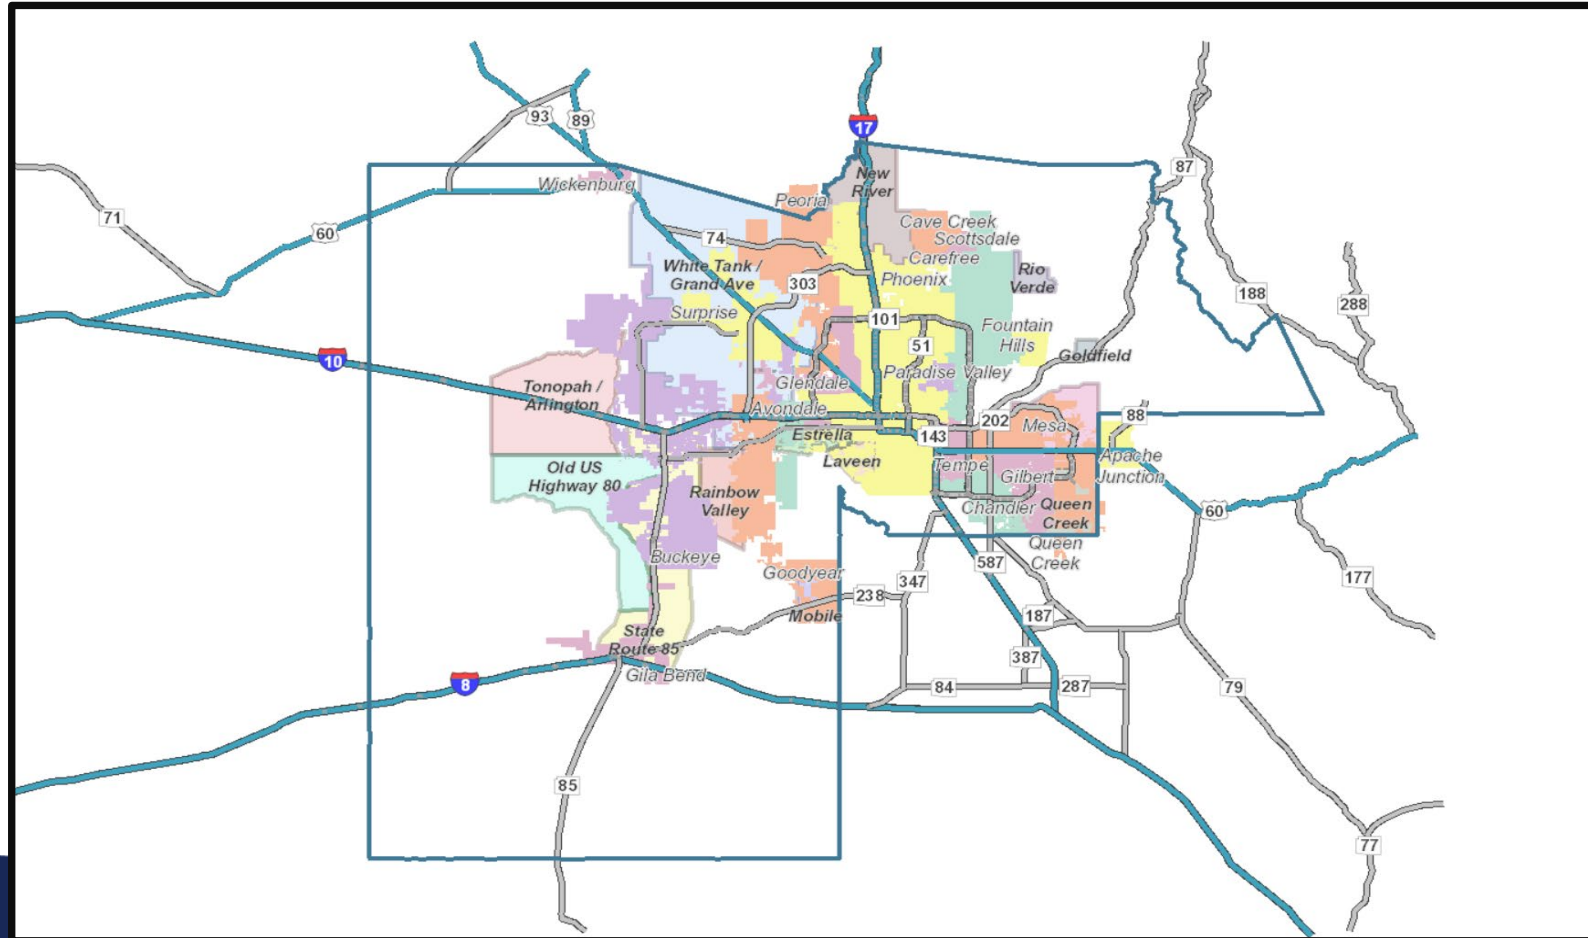 93
89
17
87
New
River
Wickenburg
Peoria
71
60
Cave Creek
Scottsdale
Carefree
74
White Tank /
Grand Ave
303
Phoenix
Rio
Verde
188
288
Surprise
101
51
Fountain
Hills
10
Goldfield
Tonopah /
Arlington
Glendale
Paradise Valley
Avondale
202
88
Estrella
143
Mesa
Laveen
Tempe
Apache
Junction
Old US
Highway 80
Rainbow
Valley
Gilbert
Chandler
Queen
Creek
60
Buckeye
Queen
Creek
587
Goodyear
347
238
177
Mobile
187
State
Route 85
387
Gila Bend
8
84
287
79
85
77